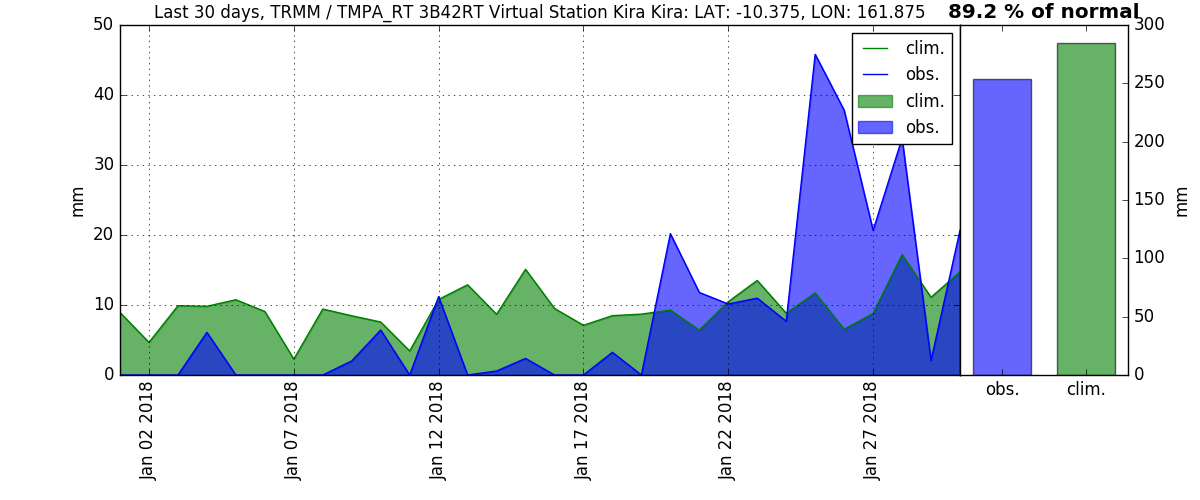 Last 30 days, TRMM / TMPA_RT 3B42RT Virtual Station Kira Kira: LAT: -10.375, LON: 161.875
89.2 % of normal
50
40
30
20
10
0
mm
clim.
obs.
clim.
obs.
300
250
200
150
100
50
0
mm
obs.
clim.
Jan 02 2018
Jan 07 2018
Jan 12 2018
Jan 17 2018
Jan 22 2018
Jan 27 2018